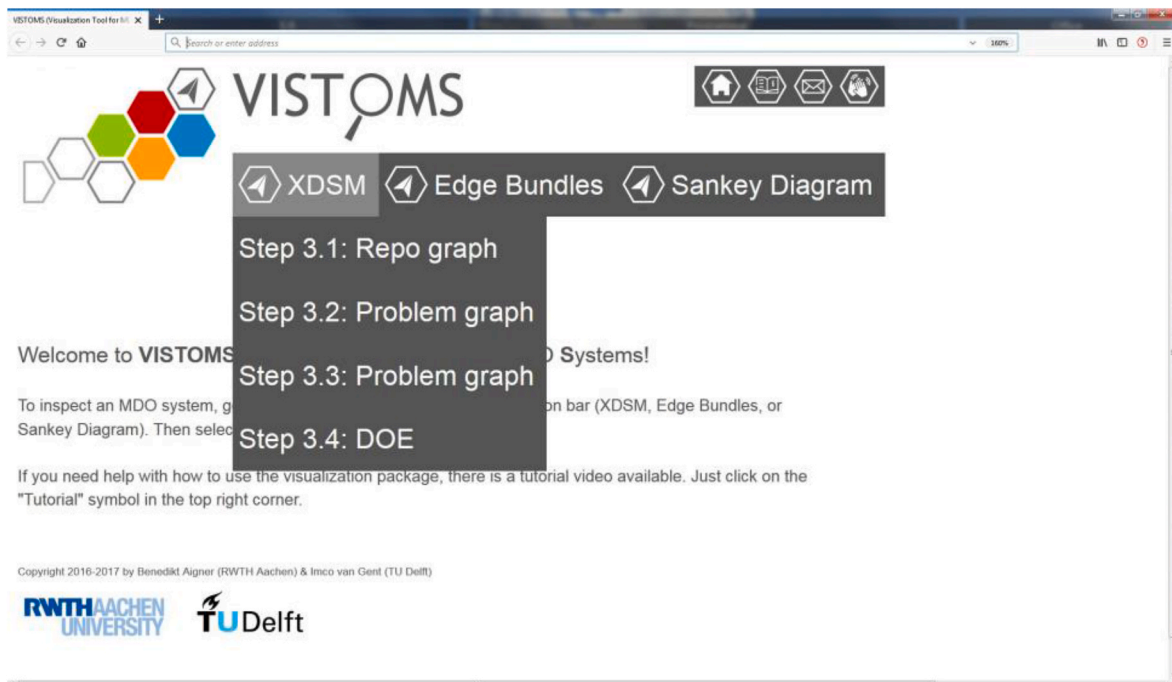 VISTOMS (Visualization Tool for M
Search or enter address
160%
VISTOMS
XDSM Edge Bundles Sankey Diagram
Step 3.1: Repo graph
Step 3.2: Problem graph
Step 3.3: Problem graph
Step 3.4: DOE
Welcome to VISTOMS Systems!
To inspect an MDO system, g on bar (XDSM, Edge Bundles, or
Sankey Diagram). Then selec
If you need help with how to use the visualization package, there is a tutorial video available. Just click on the
"Tutorial" symbol in the top right corner.
Copyright 2016-2017 by Benedikt Aigner (RWTH Aachen) & Imco van Gent (TU Delft)
RWTHAACHEN
UNIVERSITY
TUDelft